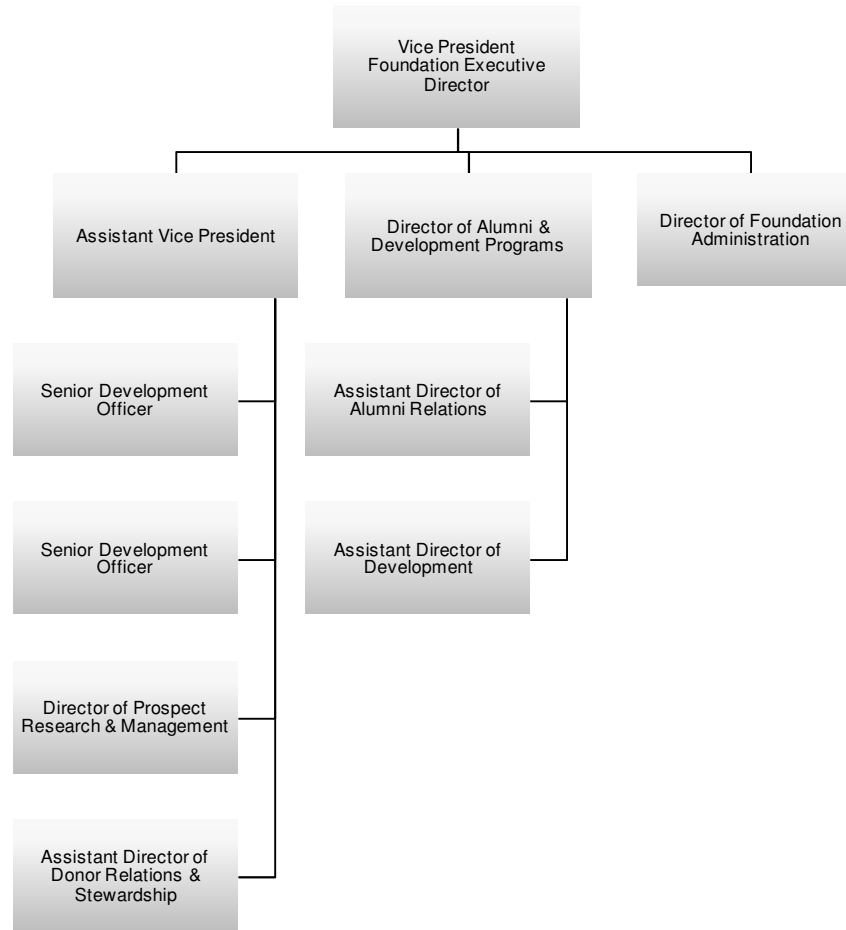 Vice President
Foundation Executive
Director
Assistant Vice President
Director of Alumni &
Development Programs
Director of Foundation
Administration
Senior Development
Officer
Assistant Director of
Alumni Relations
Senior Development
Officer
Assistant Director of
Development
Director of Prospect
Research & Management
Assistant Director of
Donor Relations &
Stewardship